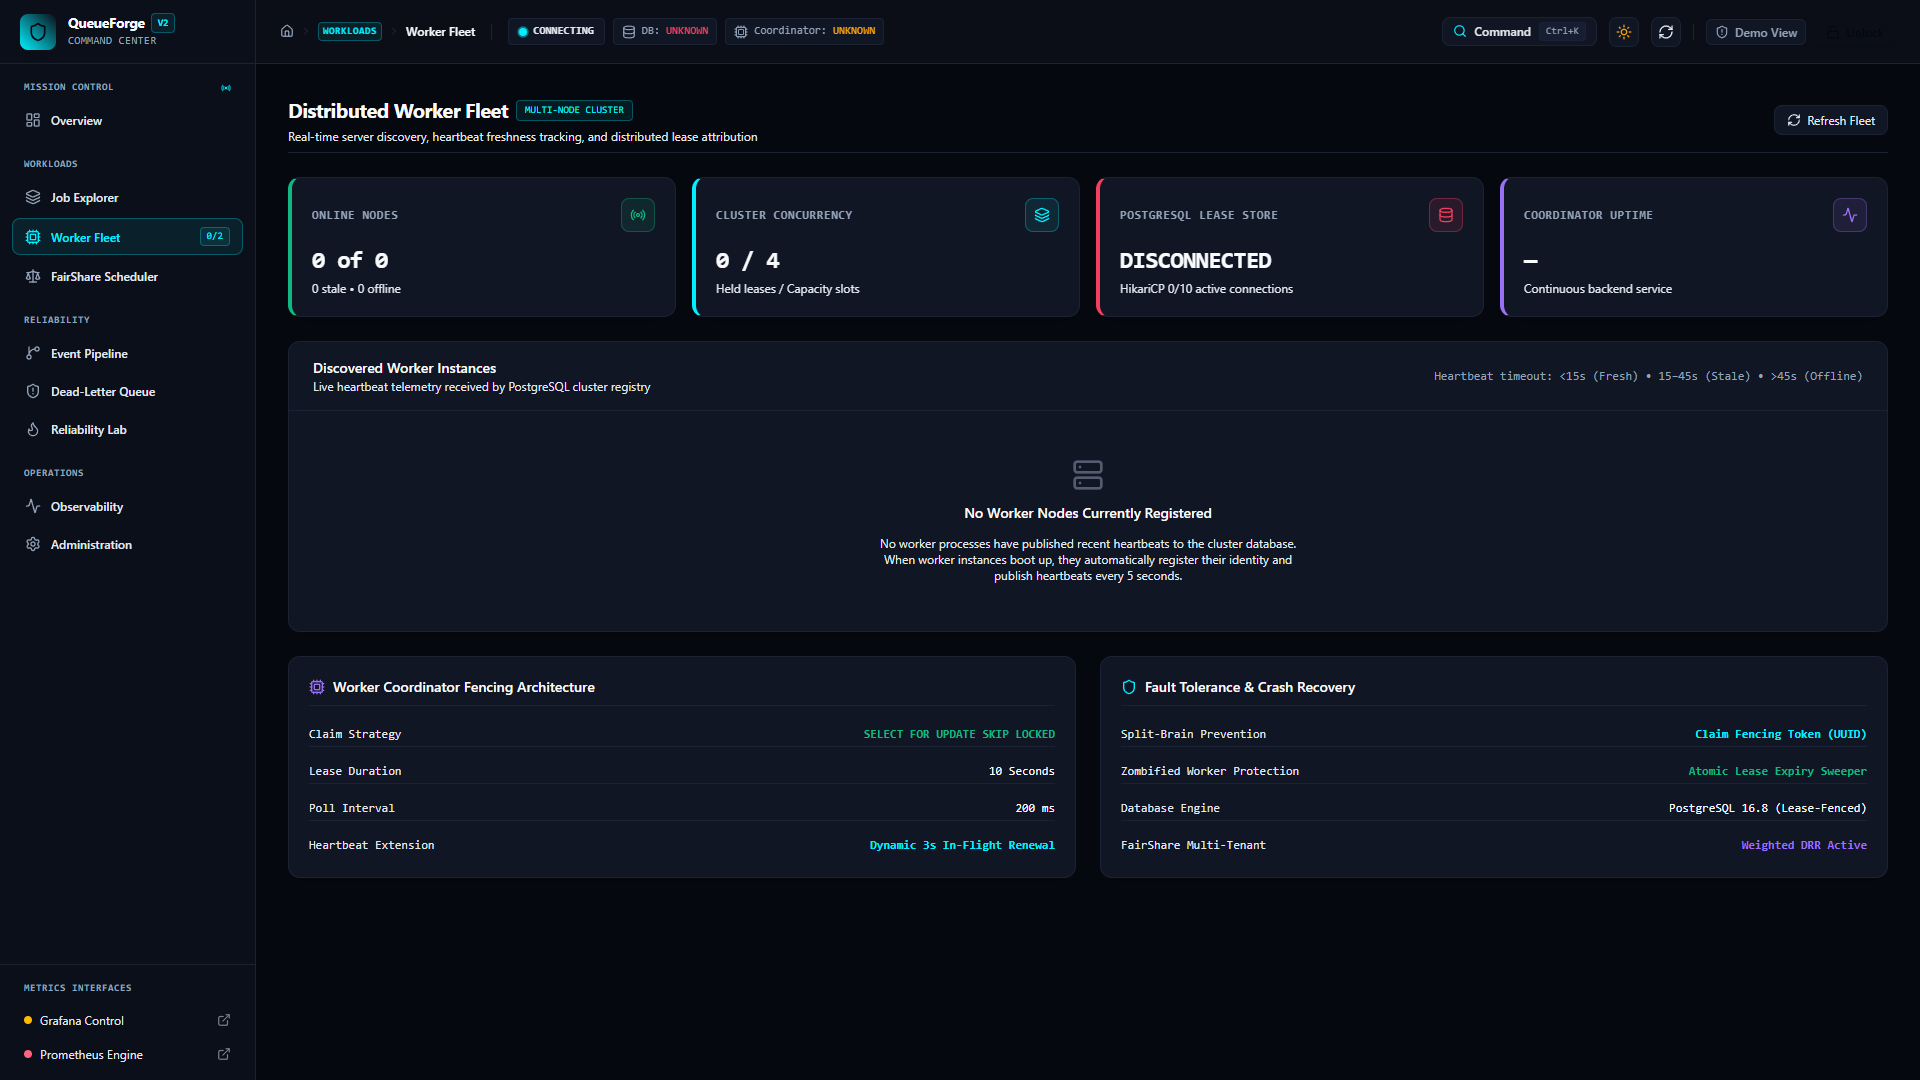 QueueForge V2
COMMAND CENTER
WORKLOADS
Worker Fleet
CONNECTING
DB: UNKNOWN
Coordinator: UNKNOWN
Command Ctrl+K
Demo View
MISSION CONTROL
Overview
WORKLOADS
Job Explorer
Worker Fleet 0/2
FairShare Scheduler
RELIABILITY
Event Pipeline
Dead-Letter Queue
Reliability Lab
OPERATIONS
Observability
Administration
METRICS INTERFACES
Grafana Control
Prometheus Engine
Distributed Worker Fleet MULTI-NODE CLUSTER
Real-time server discovery, heartbeat freshness tracking, and distributed lease attribution
Refresh Fleet
ONLINE NODES
0 of 0
0 stale • 0 offline
CLUSTER CONCURRENCY
0 / 4
Held leases / Capacity slots
POSTGRESQL LEASE STORE
DISCONNECTED
HikariCP 0/10 active connections
COORDINATOR UPTIME
—
Continuous backend service
Discovered Worker Instances
Live heartbeat telemetry received by PostgreSQL cluster registry
Heartbeat timeout: <15s (Fresh) • 15–45s (Stale) • >45s (Offline)
No Worker Nodes Currently Registered
No worker processes have published recent heartbeats to the cluster database.
When worker instances boot up, they automatically register their identity and
publish heartbeats every 5 seconds.
Worker Coordinator Fencing Architecture
Claim Strategy SELECT FOR UPDATE SKIP LOCKED
Lease Duration 10 Seconds
Poll Interval 200 ms
Heartbeat Extension Dynamic 3s In-Flight Renewal
Fault Tolerance & Crash Recovery
Split-Brain Prevention Claim Fencing Token (UUID)
Zombified Worker Protection Atomic Lease Expiry Sweeper
Database Engine PostgreSQL 16.8 (Lease-Fenced)
FairShare Multi-Tenant Weighted DRR Active